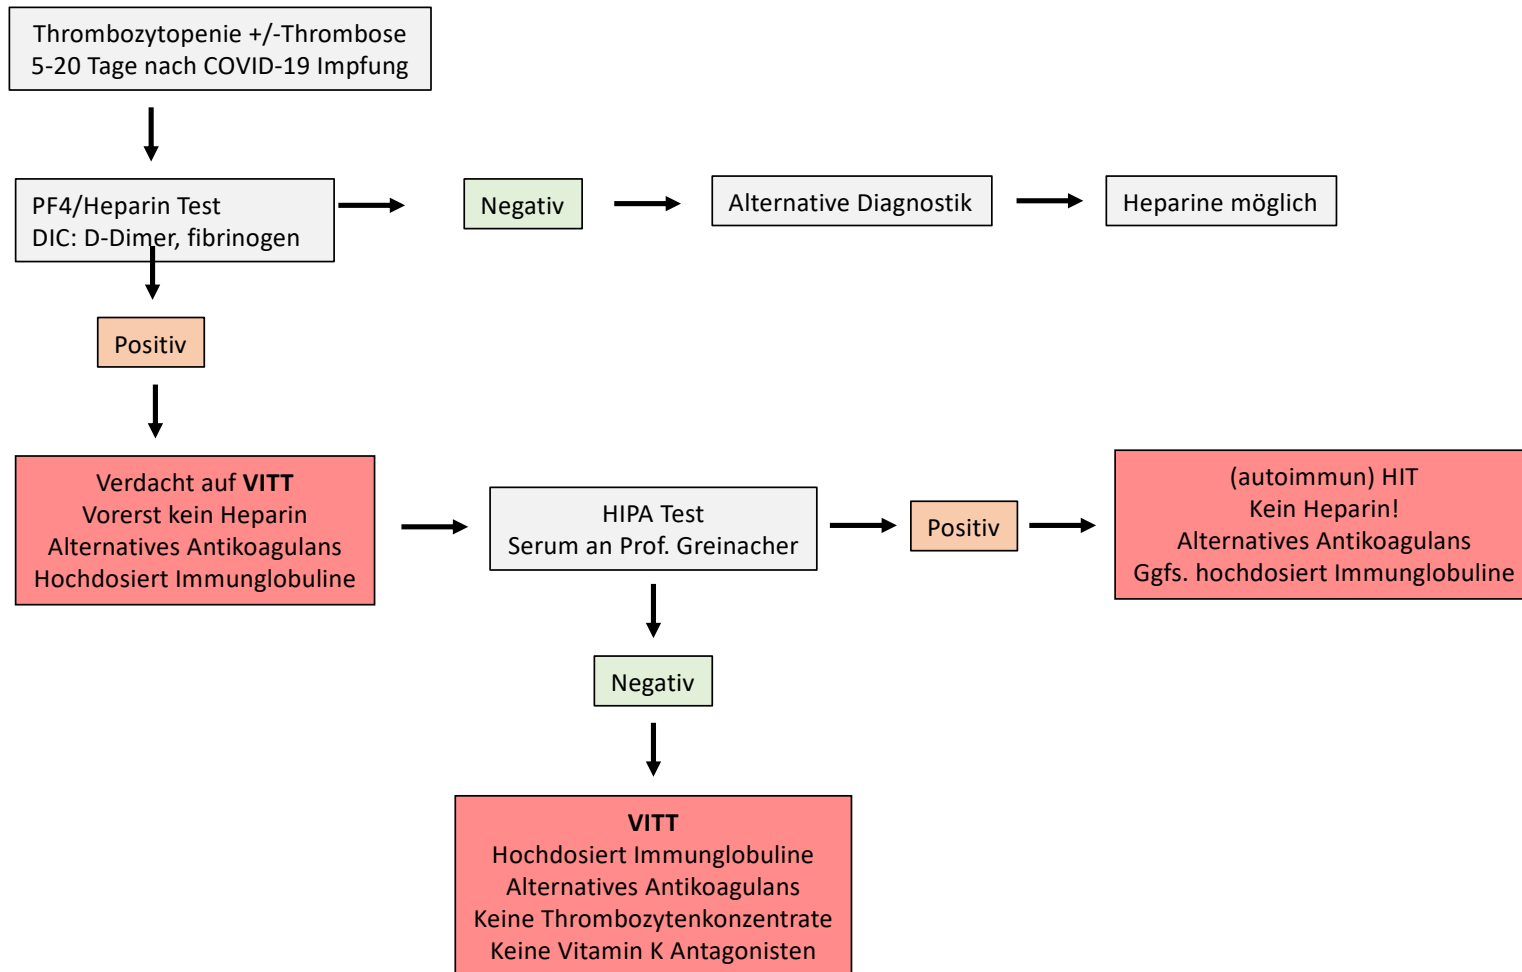 Thrombozytopenie +/-Thrombose
5-20 Tage nach COVID-19 Impfung
PF4/Heparin Test
DIC: D-Dimer, fibrinogen
Negativ
Alternative Diagnostik
Heparine möglich
Positiv
Verdacht auf VITT
Vorerst kein Heparin
Alternatives Antikoagulans
Hochdosiert Immunglobuline
HIPA Test
Serum an Prof. Greinacher
Positiv
(autoimmun) HIT
Kein Heparin!
Alternatives Antikoagulans
Ggfs. hochdosiert Immunglobuline
Negativ
VITT
Hochdosiert Immunglobuline
Alternatives Antikoagulans
Keine Thrombozytenkonzentrate
Keine Vitamin K Antagonisten